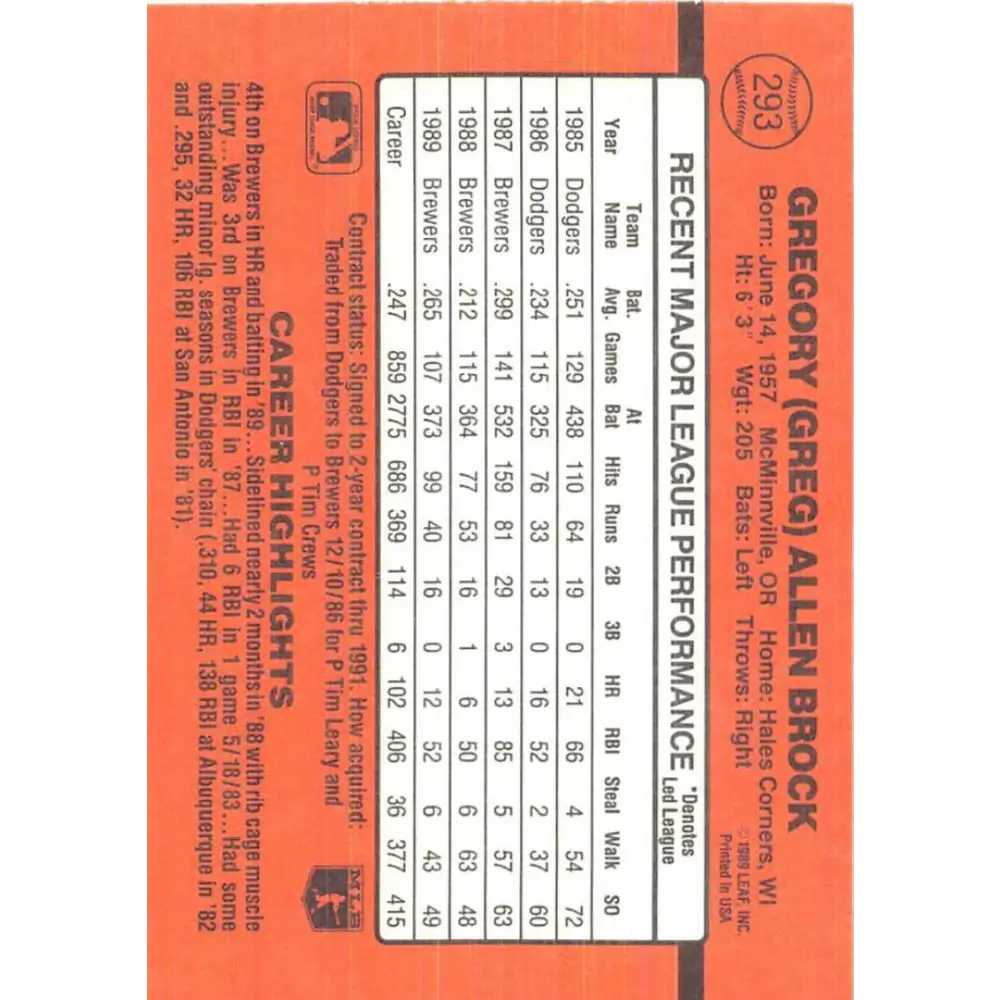 293
GREGORY (GREG) ALLEN BROCK
Born: June 14, 1957 McMinnville, OR Home: Hales Corners, WI
Ht: 6'3" Wgt: 205 Bats: Left Throws: Right
© 1989 LEAF, INC.
Printed in USA
RECENT MAJOR LEAGUE PERFORMANCE
*Denotes
Led League
Year Team Name Bat. Avg. Games At Bat Hits Runs 2B 3B HR RBI Steal Walk SO
1985 Dodgers .251 129 438 110 64 19 0 21 66 4 54 72
1986 Dodgers .234 115 325 76 33 13 0 16 52 2 37 60
1987 Brewers .299 141 532 159 81 29 3 13 85 5 57 63
1988 Brewers .212 115 364 77 53 16 1 6 50 6 63 48
1989 Brewers .265 107 373 99 40 16 0 12 52 6 43 49
Career .247 859 2775 686 369 114 6 102 406 36 377 415
Contract status: Signed to 2-year contract thru 1991. How acquired:
Traded from Dodgers to Brewers 12/10/86 for P Tim Leary and
P Tim Crews
MLB
CAREER HIGHLIGHTS
4th on Brewers in HR and batting in '89...Sidelined nearly 2 months in '88 with rib cage muscle
injury...Was 3rd on Brewers in RBI in '87...Had 6 RBI in 1 game 5/18/83...Had some
outstanding minor lg. seasons in Dodgers' chain (.310, 44 HR, 138 RBI at Albuquerque in '82
and .295, 32 HR, 106 RBI at San Antonio in '81).